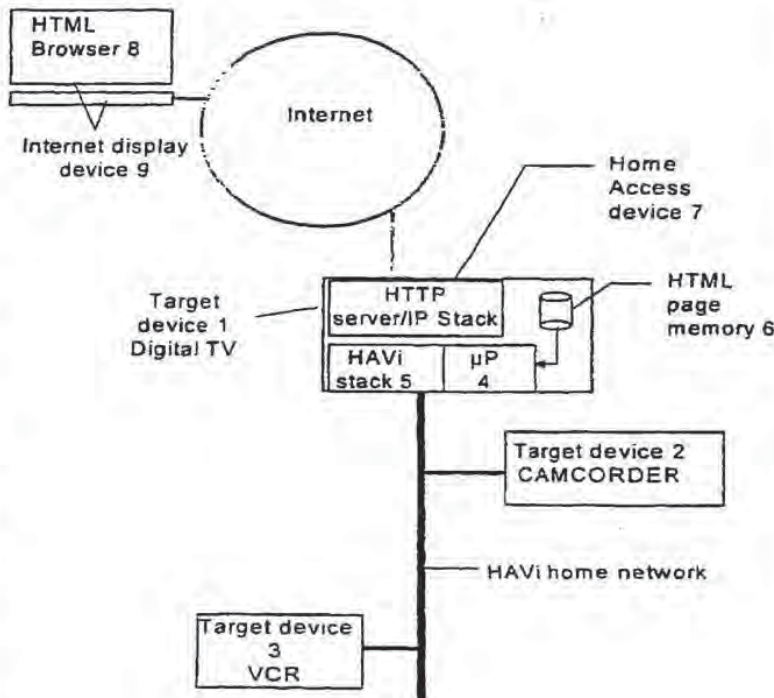 HTML
Browser 8
Internet display
device 9
Internet
Home
Access
device 7
Target
device 1
Digital TV
HTTP
server/IP Stack
HTML
page
memory 6
HAVi
stack 5
µP
4
Target device 2
CAMCORDER
HAVi home network
Target device
3
VCR